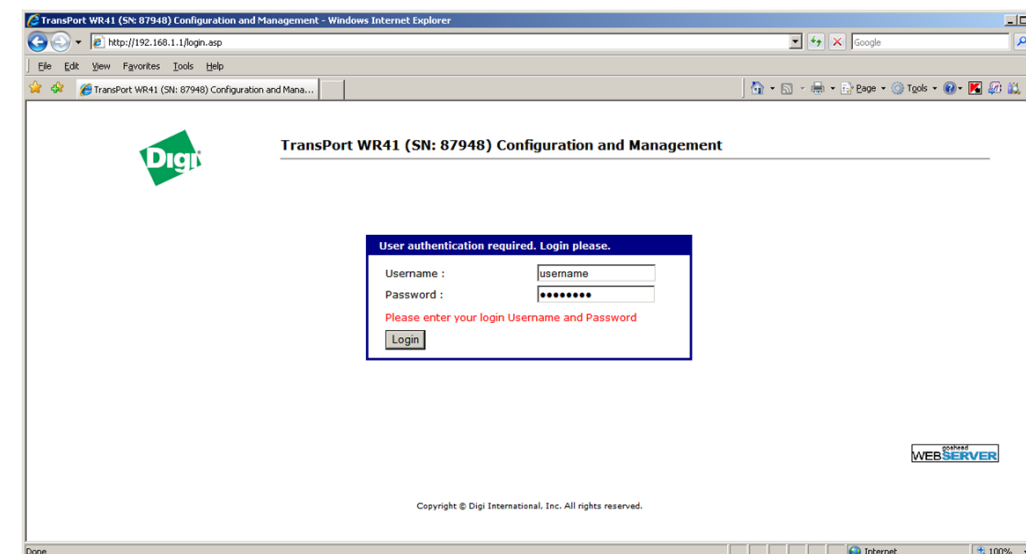 TransPort WR41 (SN: 87948) Configuration and Management - Windows Internet Explorer
http://192.168.1.1/login.asp
Google
File Edit View Favorites Tools Help
TransPort WR41 (SN: 87948) Configuration and Mana...
Page Tools
Digi
TransPort WR41 (SN: 87948) Configuration and Management
User authentication required. Login please.
Username : username
Password : ••••••••
Please enter your login Username and Password
Login
goahead
WEBSERVER
Copyright © Digi International, Inc. All rights reserved.
Done Internet 100%